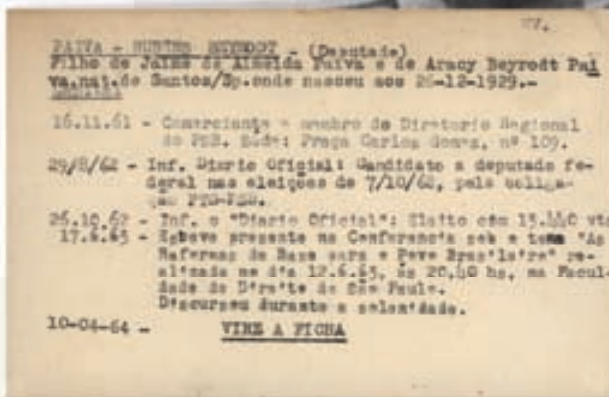 PAIVA - RUBENS BEYRODT - (Deputado)
Filho de Jaime de Almeida Paiva e de Aracy Beyrodt Pai
va.nat.de Santos/Sp.onde nasceu aos 26-12-1929.-
16.11.61 - Comerciante e membro do Diretorio Regional
do PSB. Sede: Praça Carlos Gomes, nº 109.
29/8/62 - Inf. Diario Oficial: Candidato a deputado fe-
deral nas eleições de 7/10/62, pela coliga-
ção PTB-PSB.
26.10.62 - Inf. o "Diario Oficial": Eleito com 13.440 vts
17.6.63 - Esteve presente na Conferencia sob o tema "As
Reformas de Base para o Povo Brasileiro" re-
alizada no dia 12.6.63, às 20,40 hs, na Facul-
dade de Direito de São Paulo.
Discursou durante a solenidade.
10-04-64 - VIRE A FICHA